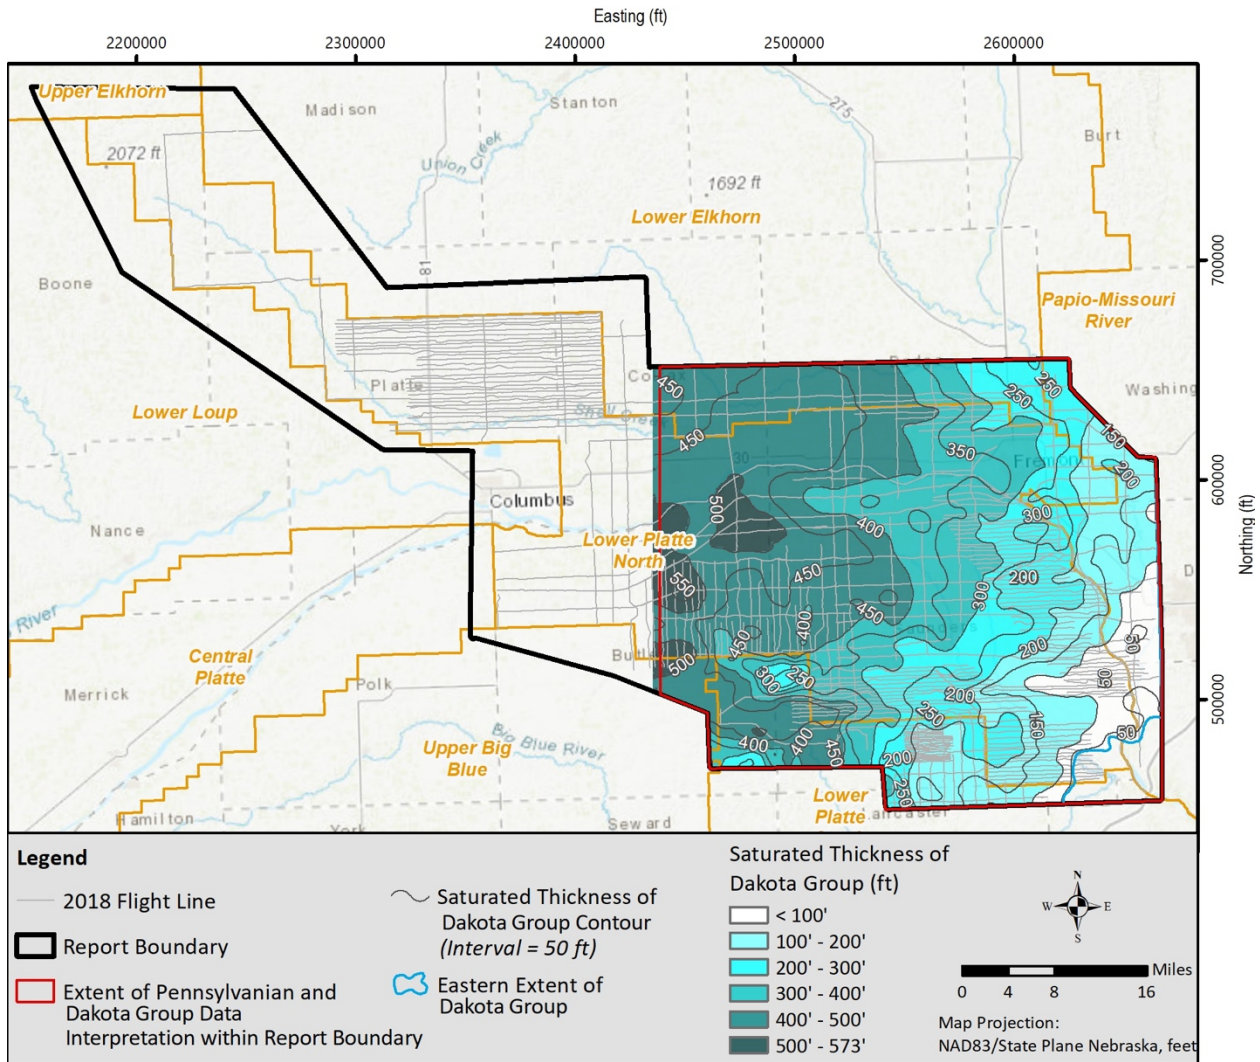 Easting (ft)
2200000
2300000
2400000
2500000
2600000
Upper Elkhorn
Madison
Stanton
275
Burt
2072 ft
Union Creek
1692 ft
Lower Elkhorn
81
700000
Boone
Papio-Missouri
River
Platte
450
250
250
Washing
Lower Loup
Shell Creek
450
30
350
150
Fremont
200
600000
Columbus
500
400
300
Nance
Lower Platte
North
Northing (ft)
550
450
300
200
River
450
400
450
200
50
Central
Platte
Butler
500
300
250
50
Merrick
Polk
200
250
150
500000
Upper Big
Blue
Big Blue River
400
400
450
200
50
250
Hamilton
York
Seward
Lower
Platte
Lancaster
Legend
2018 Flight Line
Report Boundary
Extent of Pennsylvanian and
Dakota Group Data
Interpretation within Report Boundary
Saturated Thickness of
Dakota Group Contour
(Interval = 50 ft)
Eastern Extent of
Dakota Group
Saturated Thickness of
Dakota Group (ft)
< 100'
100' - 200'
200' - 300'
300' - 400'
400' - 500'
500' - 573'
N
W
E
S
Miles
0 4 8 16
Map Projection:
NAD83/State Plane Nebraska, feet